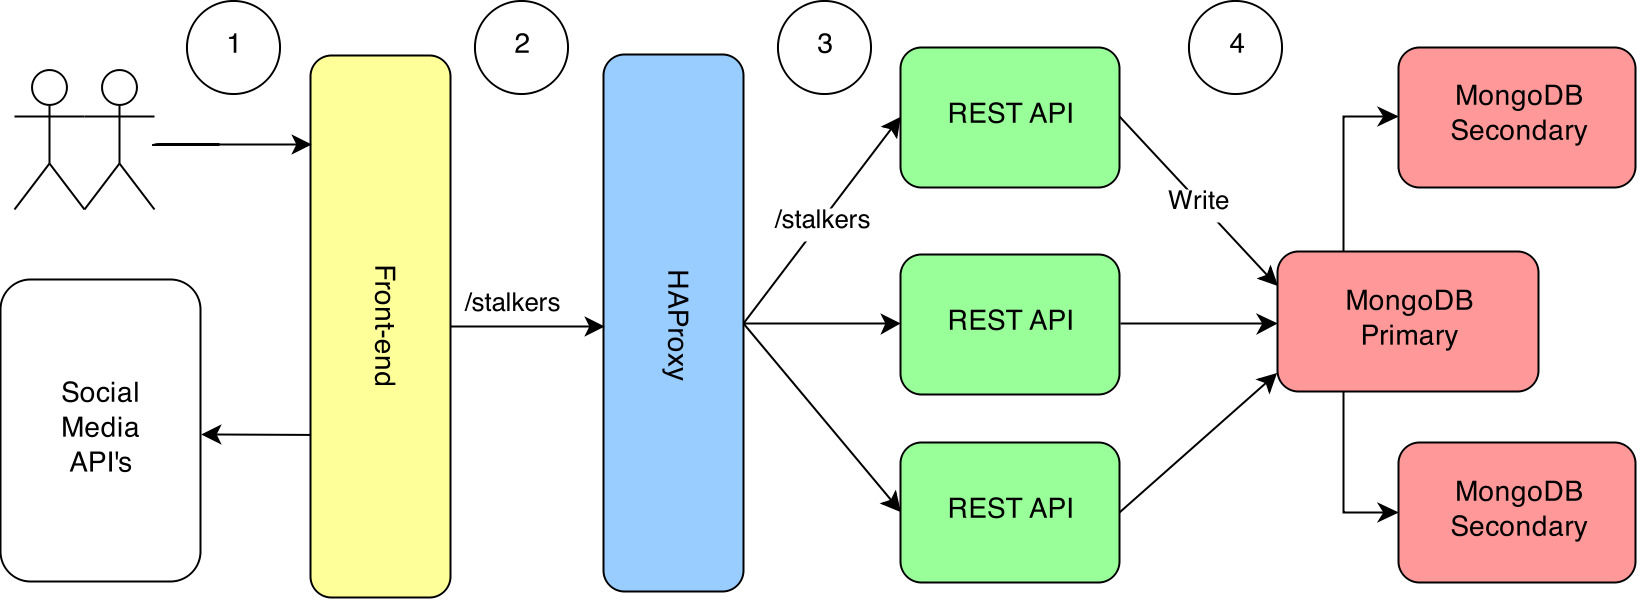 1
2
3
4
Social
Media
API's
Front-end
/stalkers
HAProxy
/stalkers
REST API
REST API
REST API
Write
MongoDB
Primary
MongoDB
Secondary
MongoDB
Secondary